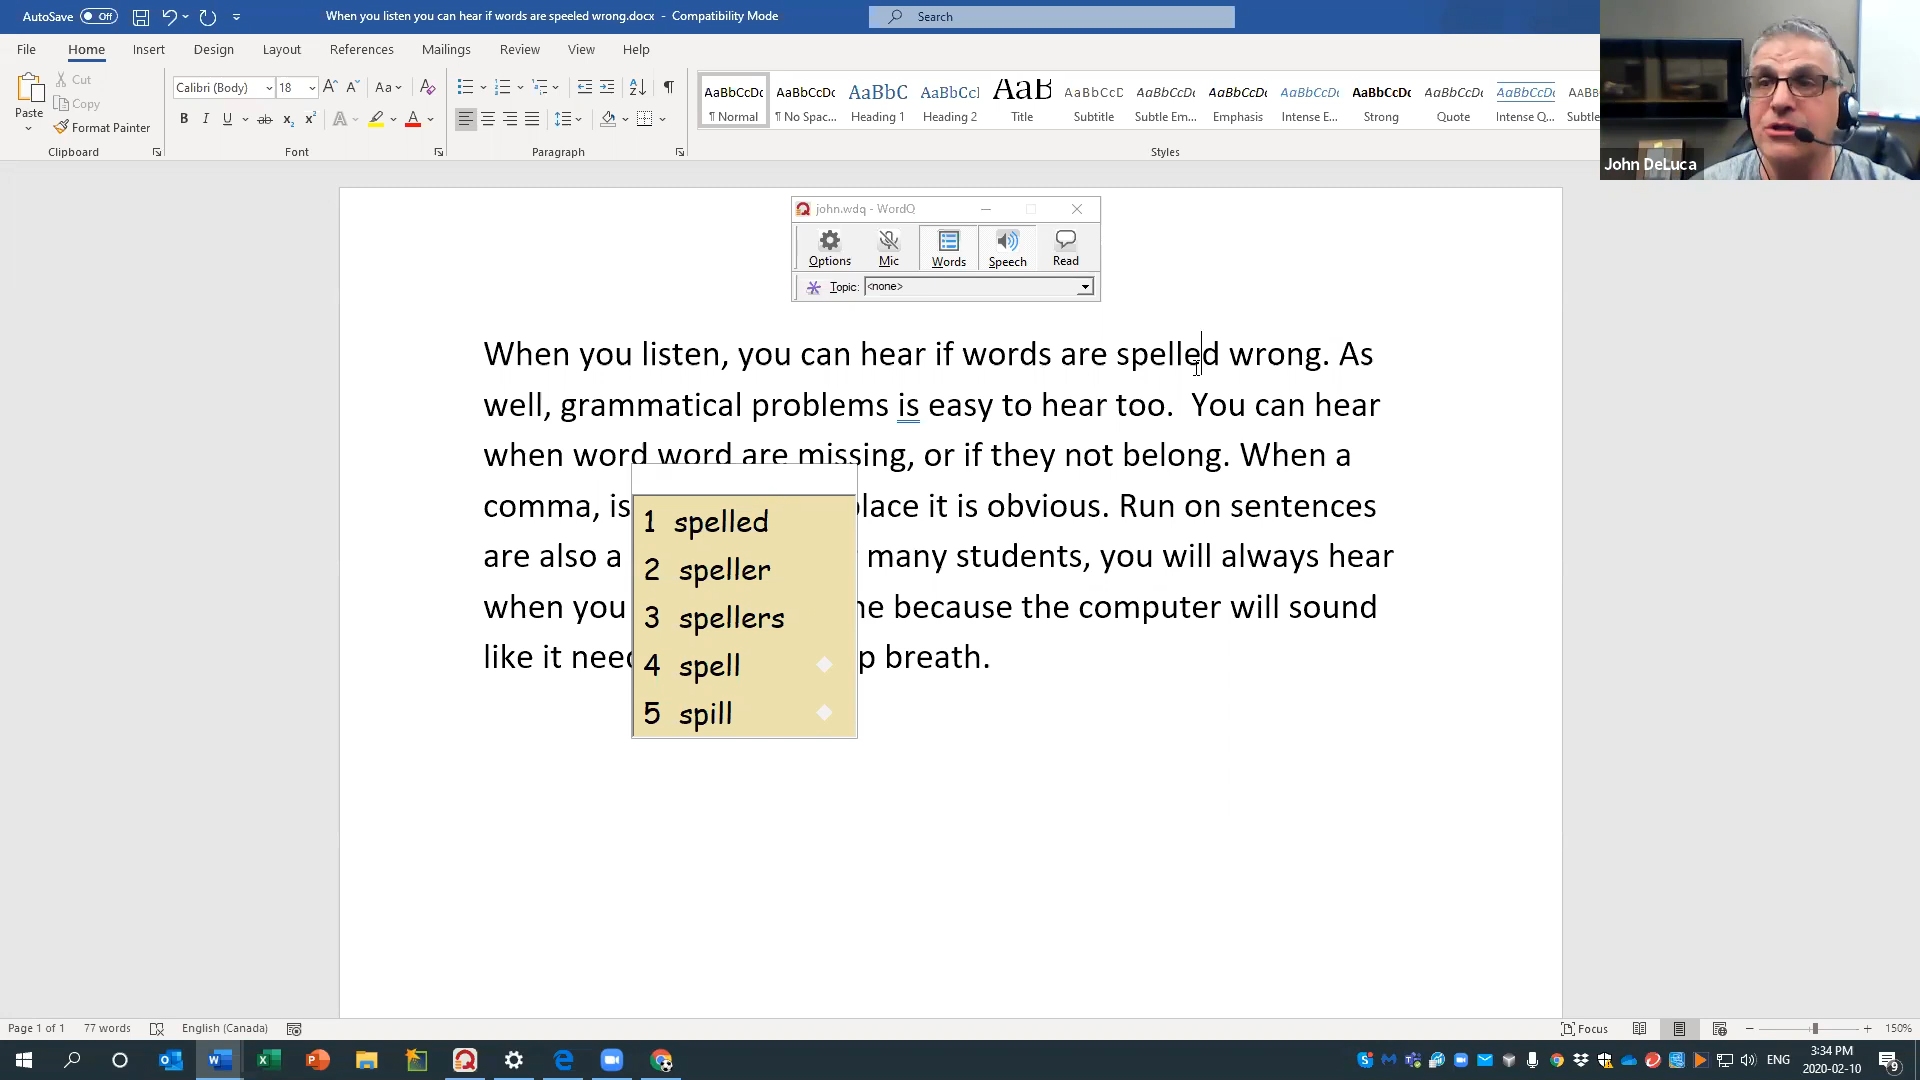 AutoSave Off When you listen you can hear if words are speeled wrong.docx - Compatibility Mode Search
File Home Insert Design Layout References Mailings Review View Help
Paste Cut Copy Format Painter
Calibri (Body) 18
AaBbCcDc AaBbCcDc AaBbC AaBbCcI AaB AaBbCcD AaBbCcDc AaBbCcDc AaBbCcDc AaBbCcDc AaBbCcDc AaBbCcDc AABB
¶ Normal ¶ No Spac... Heading 1 Heading 2 Title Subtitle Subtle Em... Emphasis Intense E... Strong Quote Intense Q... Subtle
Clipboard Font Paragraph Styles
John DeLuca
john.wdq - WordQ
Options Mic Words Speech Read
Topic: <none>
When you listen, you can hear if words are spelled wrong. As
well, grammatical problems is easy to hear too. You can hear
when word word are missing, or if they not belong. When a
comma, is place it is obvious. Run on sentences
are also a many students, you will always hear
when you ne because the computer will sound
like it need p breath.
1 spelled
2 speller
3 spellers
4 spell
5 spill
Page 1 of 1 77 words English (Canada) Focus 150%
ENG 3:34 PM
2020-02-10 9